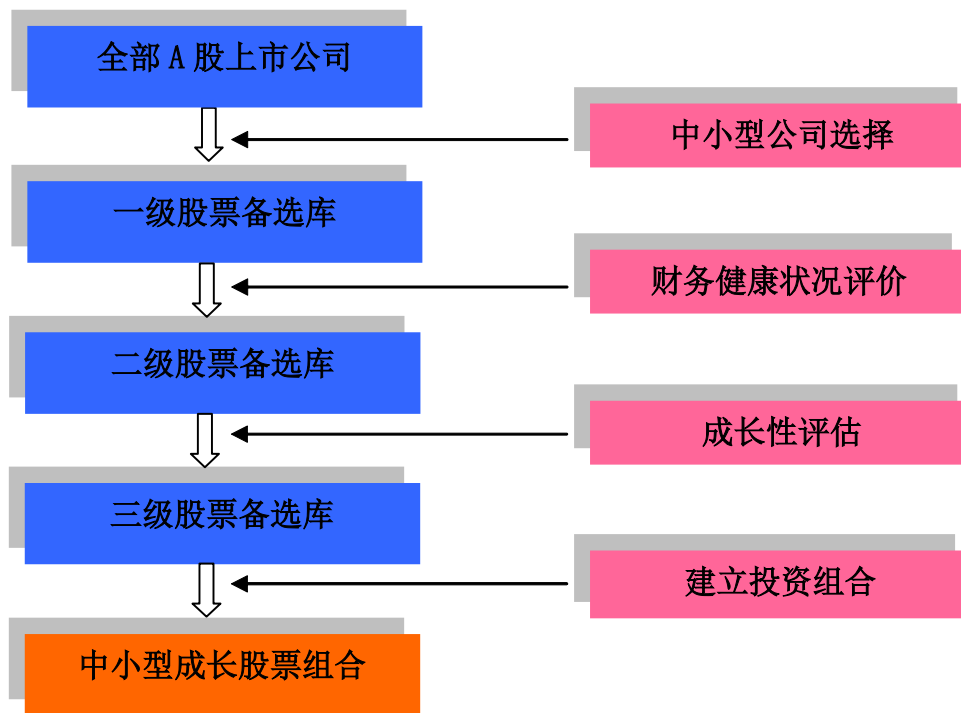 全部 A 股上市公司
中小型公司选择
一级股票备选库
财务健康状况评价
二级股票备选库
成长性评估
三级股票备选库
建立投资组合
中小型成长股票组合